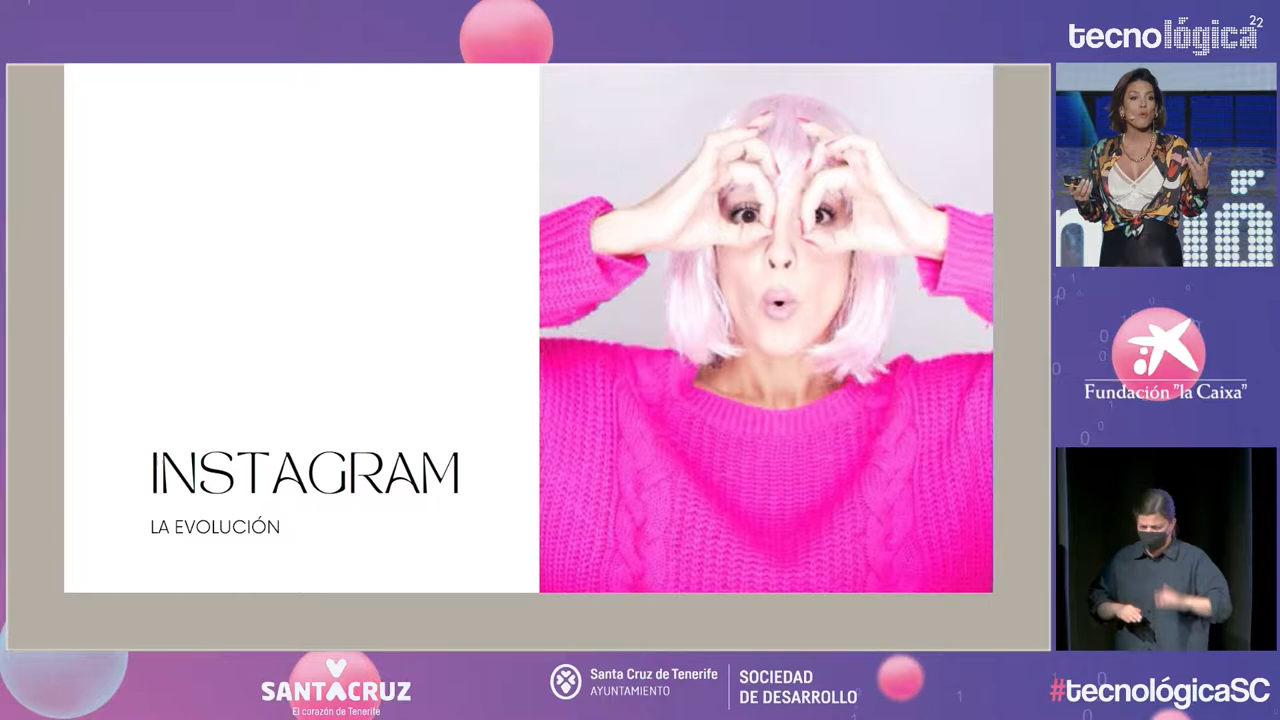 tecnológica22
INSTAGRAM
LA EVOLUCIÓN
Fundación "la Caixa"
SANTACRUZ
El corazón de Tenerife
Santa Cruz de Tenerife
AYUNTAMIENTO
SOCIEDAD
DE DESARROLLO
#tecnológicaSC